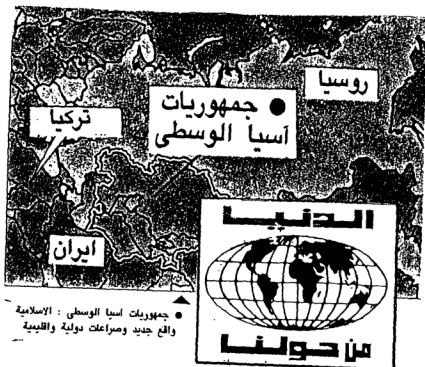 روسيا
● جمهوريات
آسيا الوسطى
تركيا
ايران
الدنيا
من حولنا
● جمهوريات آسيا الوسطى : الاسلامية
واقع جديد وصراعات دولية واقليمية